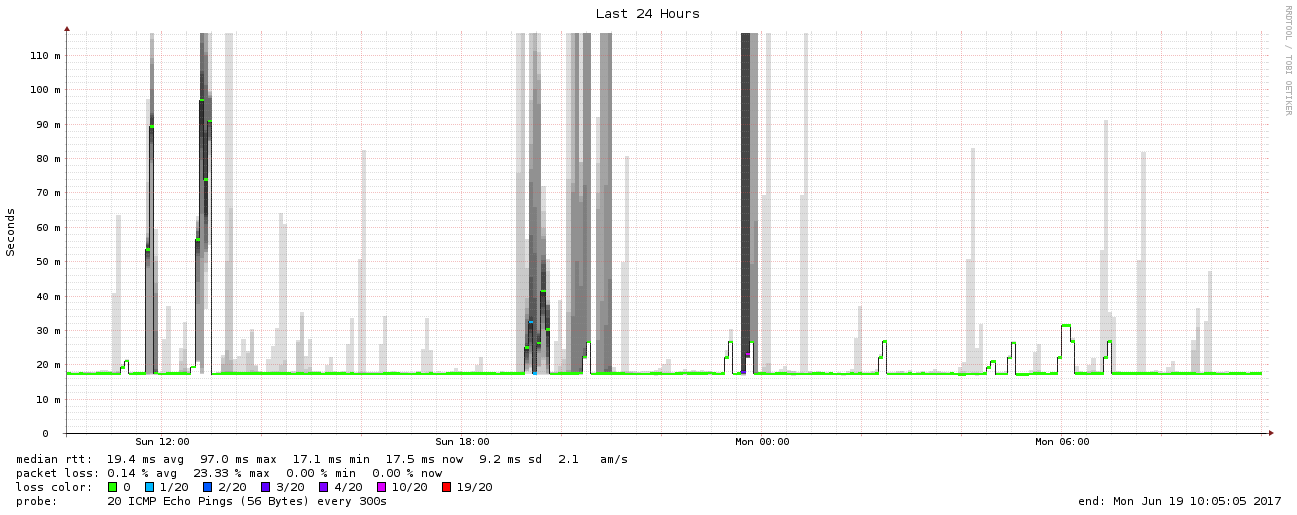 Last 24 Hours
RRDTOOL / TOBI OETIKER
Seconds
110 m
100 m
90 m
80 m
70 m
60 m
50 m
40 m
30 m
20 m
10 m
0
Sun 12:00 Sun 18:00 Mon 00:00 Mon 06:00
median rtt: 19.4 ms avg 97.0 ms max 17.1 ms min 17.5 ms now 9.2 ms sd 2.1 am/s
packet loss: 0.14 % avg 23.33 % max 0.00 % min 0.00 % now
loss color: 0 1/20 2/20 3/20 4/20 10/20 19/20
probe: 20 ICMP Echo Pings (56 Bytes) every 300s end: Mon Jun 19 10:05:05 2017